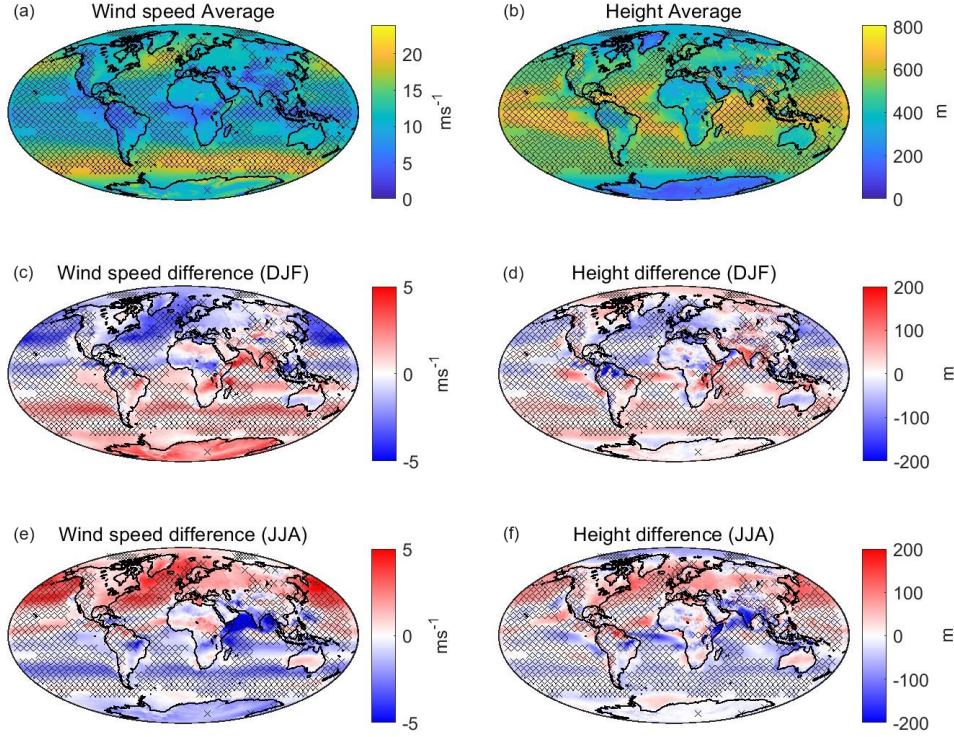 (a) Wind speed Average
20
15
10
5
0
ms⁻¹
(b) Height Average
800
600
400
200
0
m
(c) Wind speed difference (DJF)
5
0
-5
ms⁻¹
(d) Height difference (DJF)
200
100
0
-100
-200
m
(e) Wind speed difference (JJA)
5
0
-5
ms⁻¹
(f) Height difference (JJA)
200
100
0
-100
-200
m